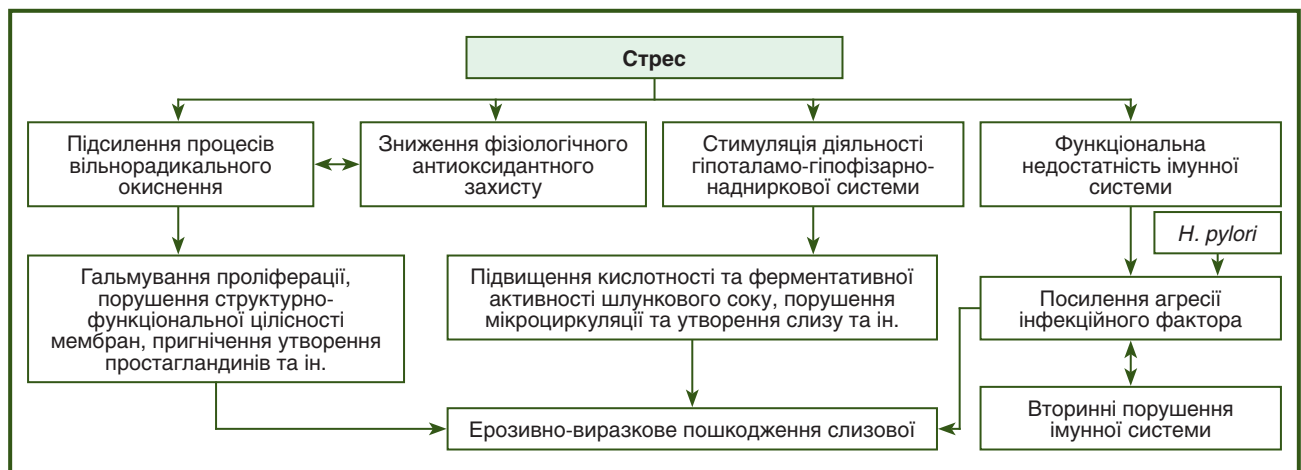 Стрес
Підсилення процесів
вільнорадикального
окиснення
Зниження фізіологічного
антиоксидантного
захисту
Стимуляція діяльності
гіпоталамо-гіпофізарно-
надниркової системи
Функціональна
недостатність імунної
системи
H. pylori
Гальмування проліферації,
порушення структурно-
функціональної цілісності
мембран, пригнічення утворення
простагландинів та ін.
Підвищення кислотності та ферментативної
активності шлункового соку, порушення
мікроциркуляції та утворення слизу та ін.
Посилення агресії
інфекційного фактора
Ерозивно-виразкове пошкодження слизової
Вторинні порушення
імунної системи